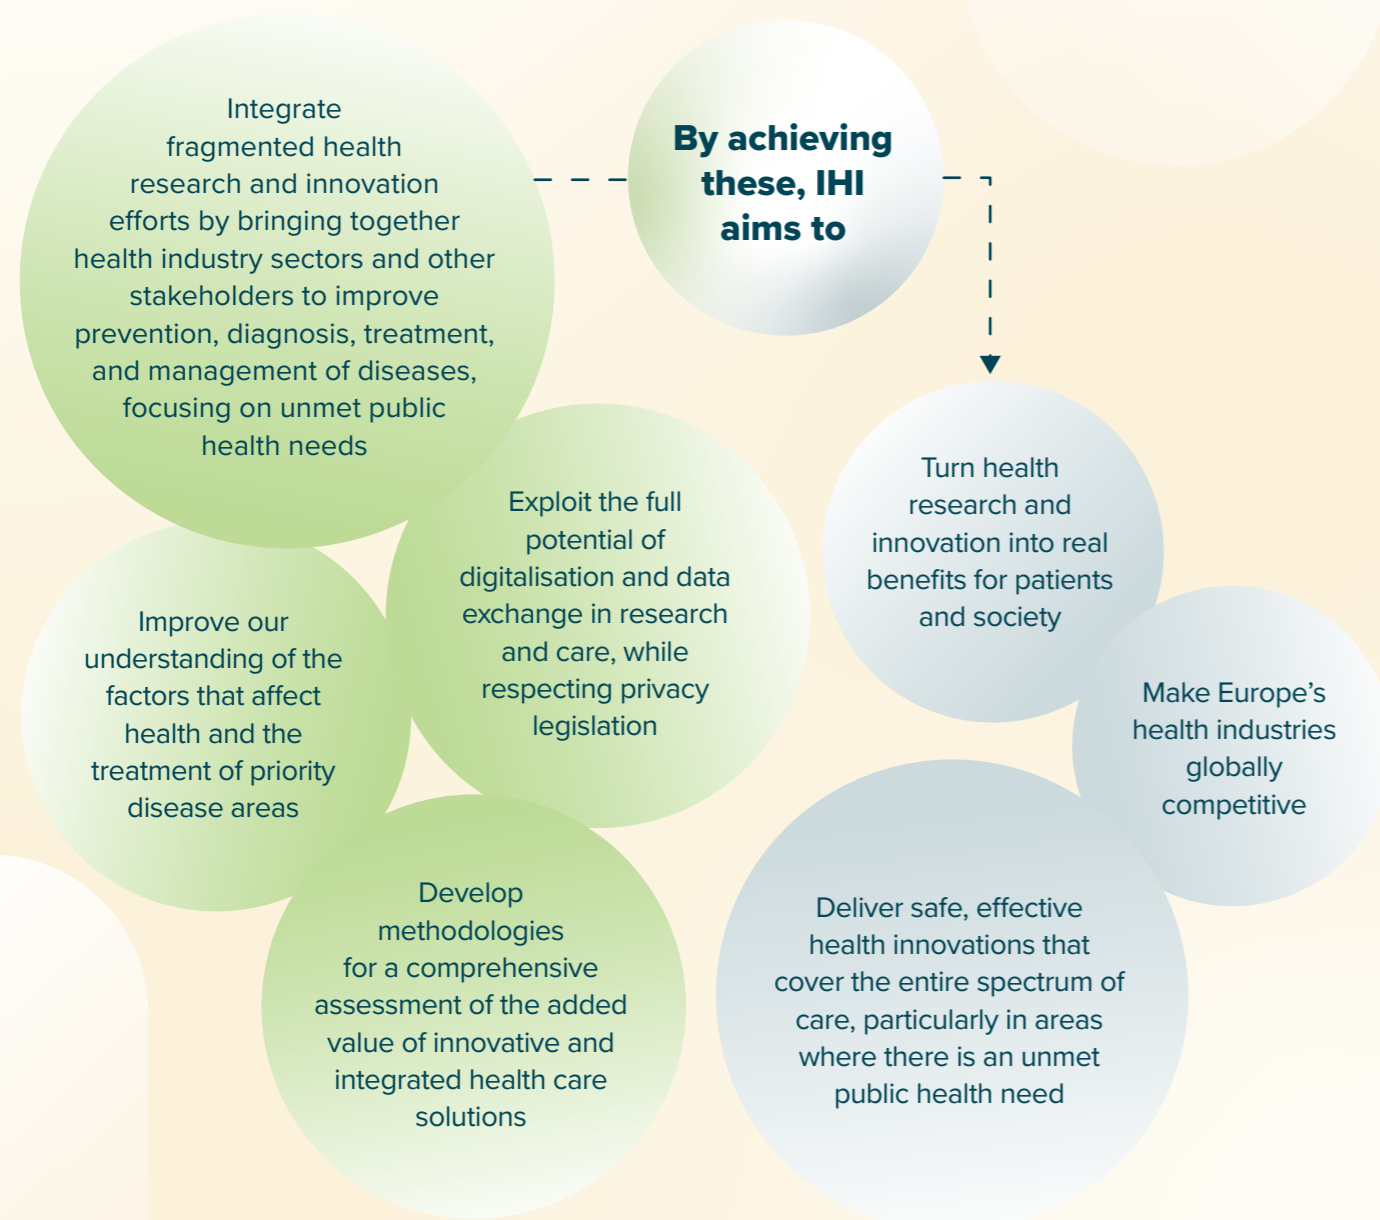 Integrate
fragmented health
research and innovation
efforts by bringing together
health industry sectors and other
stakeholders to improve
prevention, diagnosis, treatment,
and management of diseases,
focusing on unmet public
health needs
Exploit the full
potential of
digitalisation and data
exchange in research
and care, while
respecting privacy
legislation
Improve our
understanding of the
factors that affect
health and the
treatment of priority
disease areas
Develop
methodologies
for a comprehensive
assessment of the added
value of innovative and
integrated health care
solutions
By achieving
these, IHI
aims to
Turn health
research and
innovation into real
benefits for patients
and society
Make Europe’s
health industries
globally
competitive
Deliver safe, effective
health innovations that
cover the entire spectrum of
care, particularly in areas
where there is an unmet
public health need